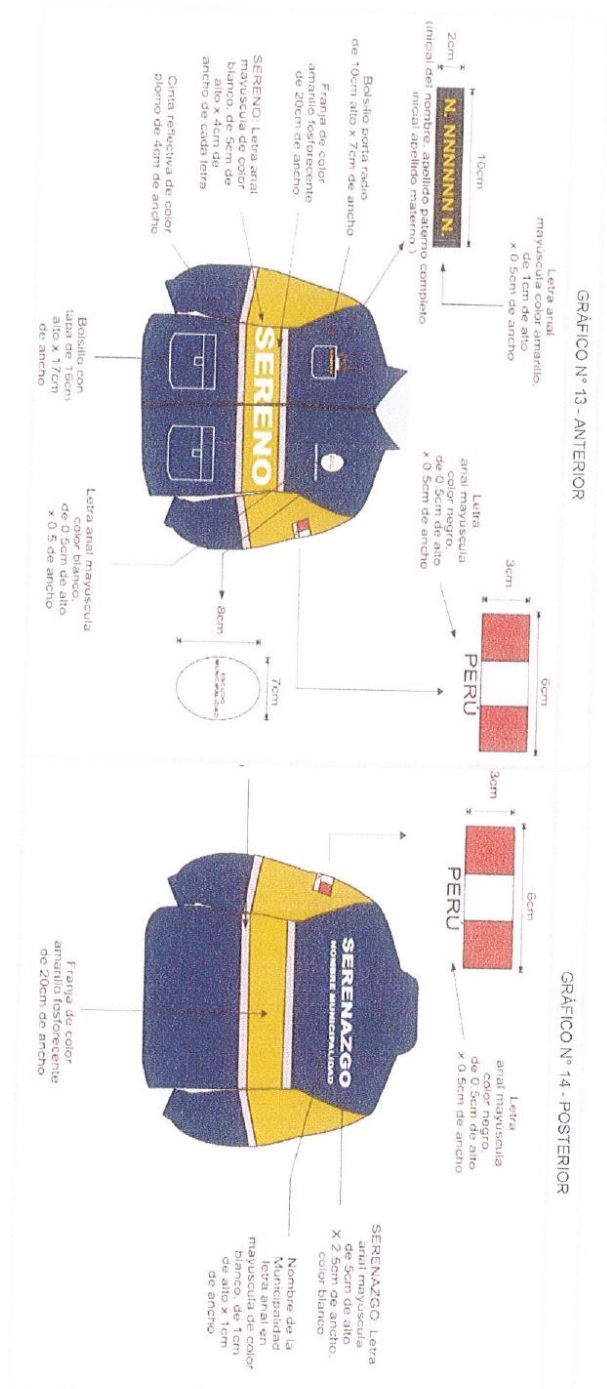 GRÁFICO N° 13 - ANTERIOR
10cm
2cm
N. NNNNNN N.
Letra arial
mayúscula color amarillo,
de 1cm de alto
x 0.5cm de ancho
(inicial del nombre, apellido paterno completo
inicial apellido materno.)
Bolsillo porta radio
de 10cm alto x 7cm de ancho
Franja de color
amarillo fosforecente
de 20cm de ancho
SERENO: Letra arial
mayúscula de color
blanco, de 5cm de
alto x 4cm de
ancho de cada letra
Cinta reflectiva de color
plomo de 4cm de ancho
SERENO
Bolsillo con
tapa de 16cm
alto x 17cm
de ancho
Letra arial mayuscula
color blanco,
de 0.5cm de alto
x 0.5 de ancho
8cm
7cm
ESCUDO
MUNICIPALIDAD
Letra
arial mayuscula
color negro,
de 0.5cm de alto
x 0.5cm de ancho
6cm
3cm
PERÚ
GRÁFICO N° 14 - POSTERIOR
6cm
3cm
PERÚ
Letra
arial mayuscula
color negro,
de 0.5cm de alto
x 0.5cm de ancho
SERENAZGO
NOMBRE MUNICIPALIDAD
SERENAZGO: Letra
arial mayuscula
de 5cm de alto
X 2.5cm de ancho,
color blanco
Nombre de la
Municipalidad
letra arial en
mayuscula de color
blanco, de 1cm
de alto x 1cm
de ancho
Franja de color
amarillo fosforecente
de 20cm de ancho